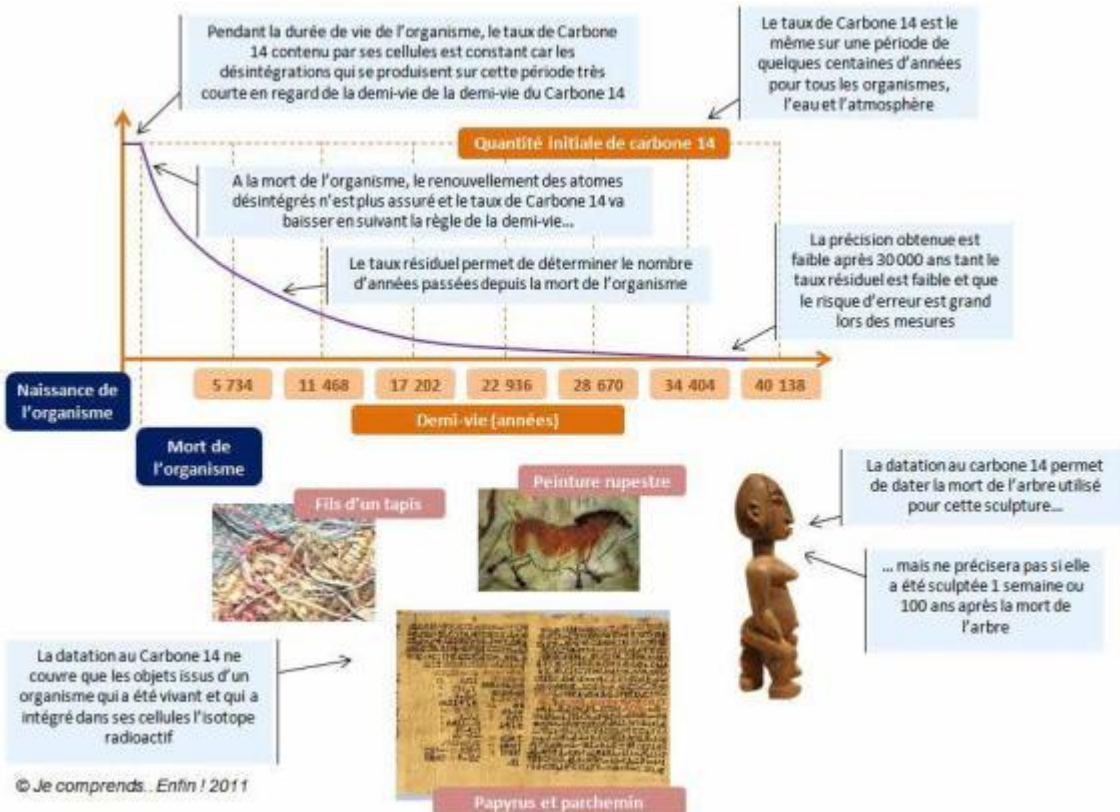 Pendant la durée de vie de l'organisme, le taux de Carbone
14 contenu par ses cellules est constant car les
désintégrations qui se produisent sur cette période très
courte en regard de la demi-vie de la demi-vie du Carbone 14
Le taux de Carbone 14 est le
même sur une période de
quelques centaines d'années
pour tous les organismes,
l'eau et l'atmosphère
Quantité initiale de carbone 14
A la mort de l'organisme, le renouvellement des atomes
désintégrés n'est plus assuré et le taux de Carbone 14 va
baisser en suivant la règle de la demi-vie...
Le taux résiduel permet de déterminer le nombre
d'années passées depuis la mort de l'organisme
La précision obtenue est
faible après 30 000 ans tant le
taux résiduel est faible et que
le risque d'erreur est grand
lors des mesures
Naissance de
l'organisme
5 734
11 468
17 202
22 936
28 670
34 404
40 138
Demi-vie (années)
Mort de
l'organisme
Fils d'un tapis
Peinture rupestre
La datation au carbone 14 permet
de dater la mort de l'arbre utilisé
pour cette sculpture...
... mais ne précisera pas si elle
a été sculptée 1 semaine ou
100 ans après la mort de
l'arbre
La datation au Carbone 14 ne
couvre que les objets issus d'un
organisme qui a été vivant et qui a
intégré dans ses cellules l'isotope
radioactif
© Je comprends.. Enfin ! 2011
Papyrus et parchemin